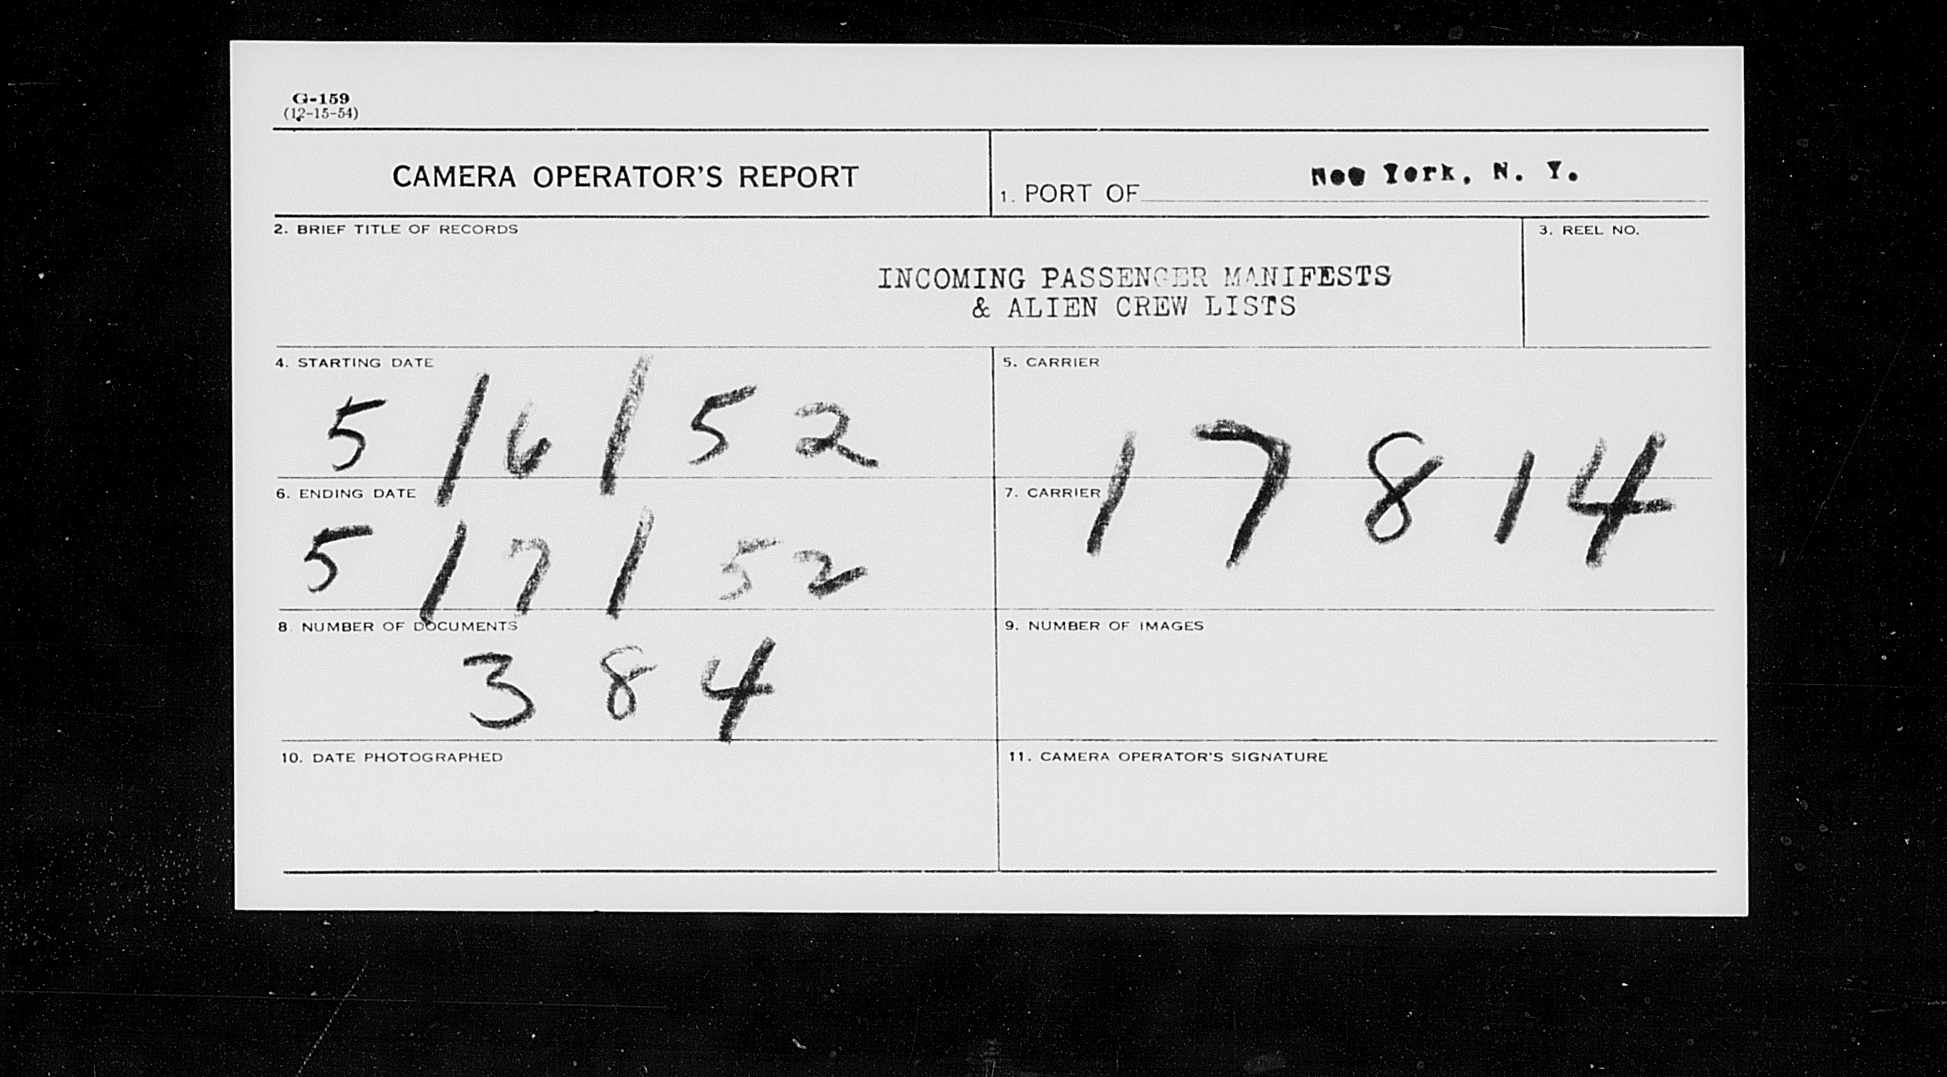 G-159
(12-15-54)
CAMERA OPERATOR'S REPORT
1. PORT OF New York, N. Y.
2. BRIEF TITLE OF RECORDS
3. REEL NO.
INCOMING PASSENGER MANIFESTS
& ALIEN CREW LISTS
4. STARTING DATE
5/6/52
5. CARRIER
17814
6. ENDING DATE
5/7/52
7. CARRIER
8. NUMBER OF DOCUMENTS
384
9. NUMBER OF IMAGES
10. DATE PHOTOGRAPHED
11. CAMERA OPERATOR'S SIGNATURE